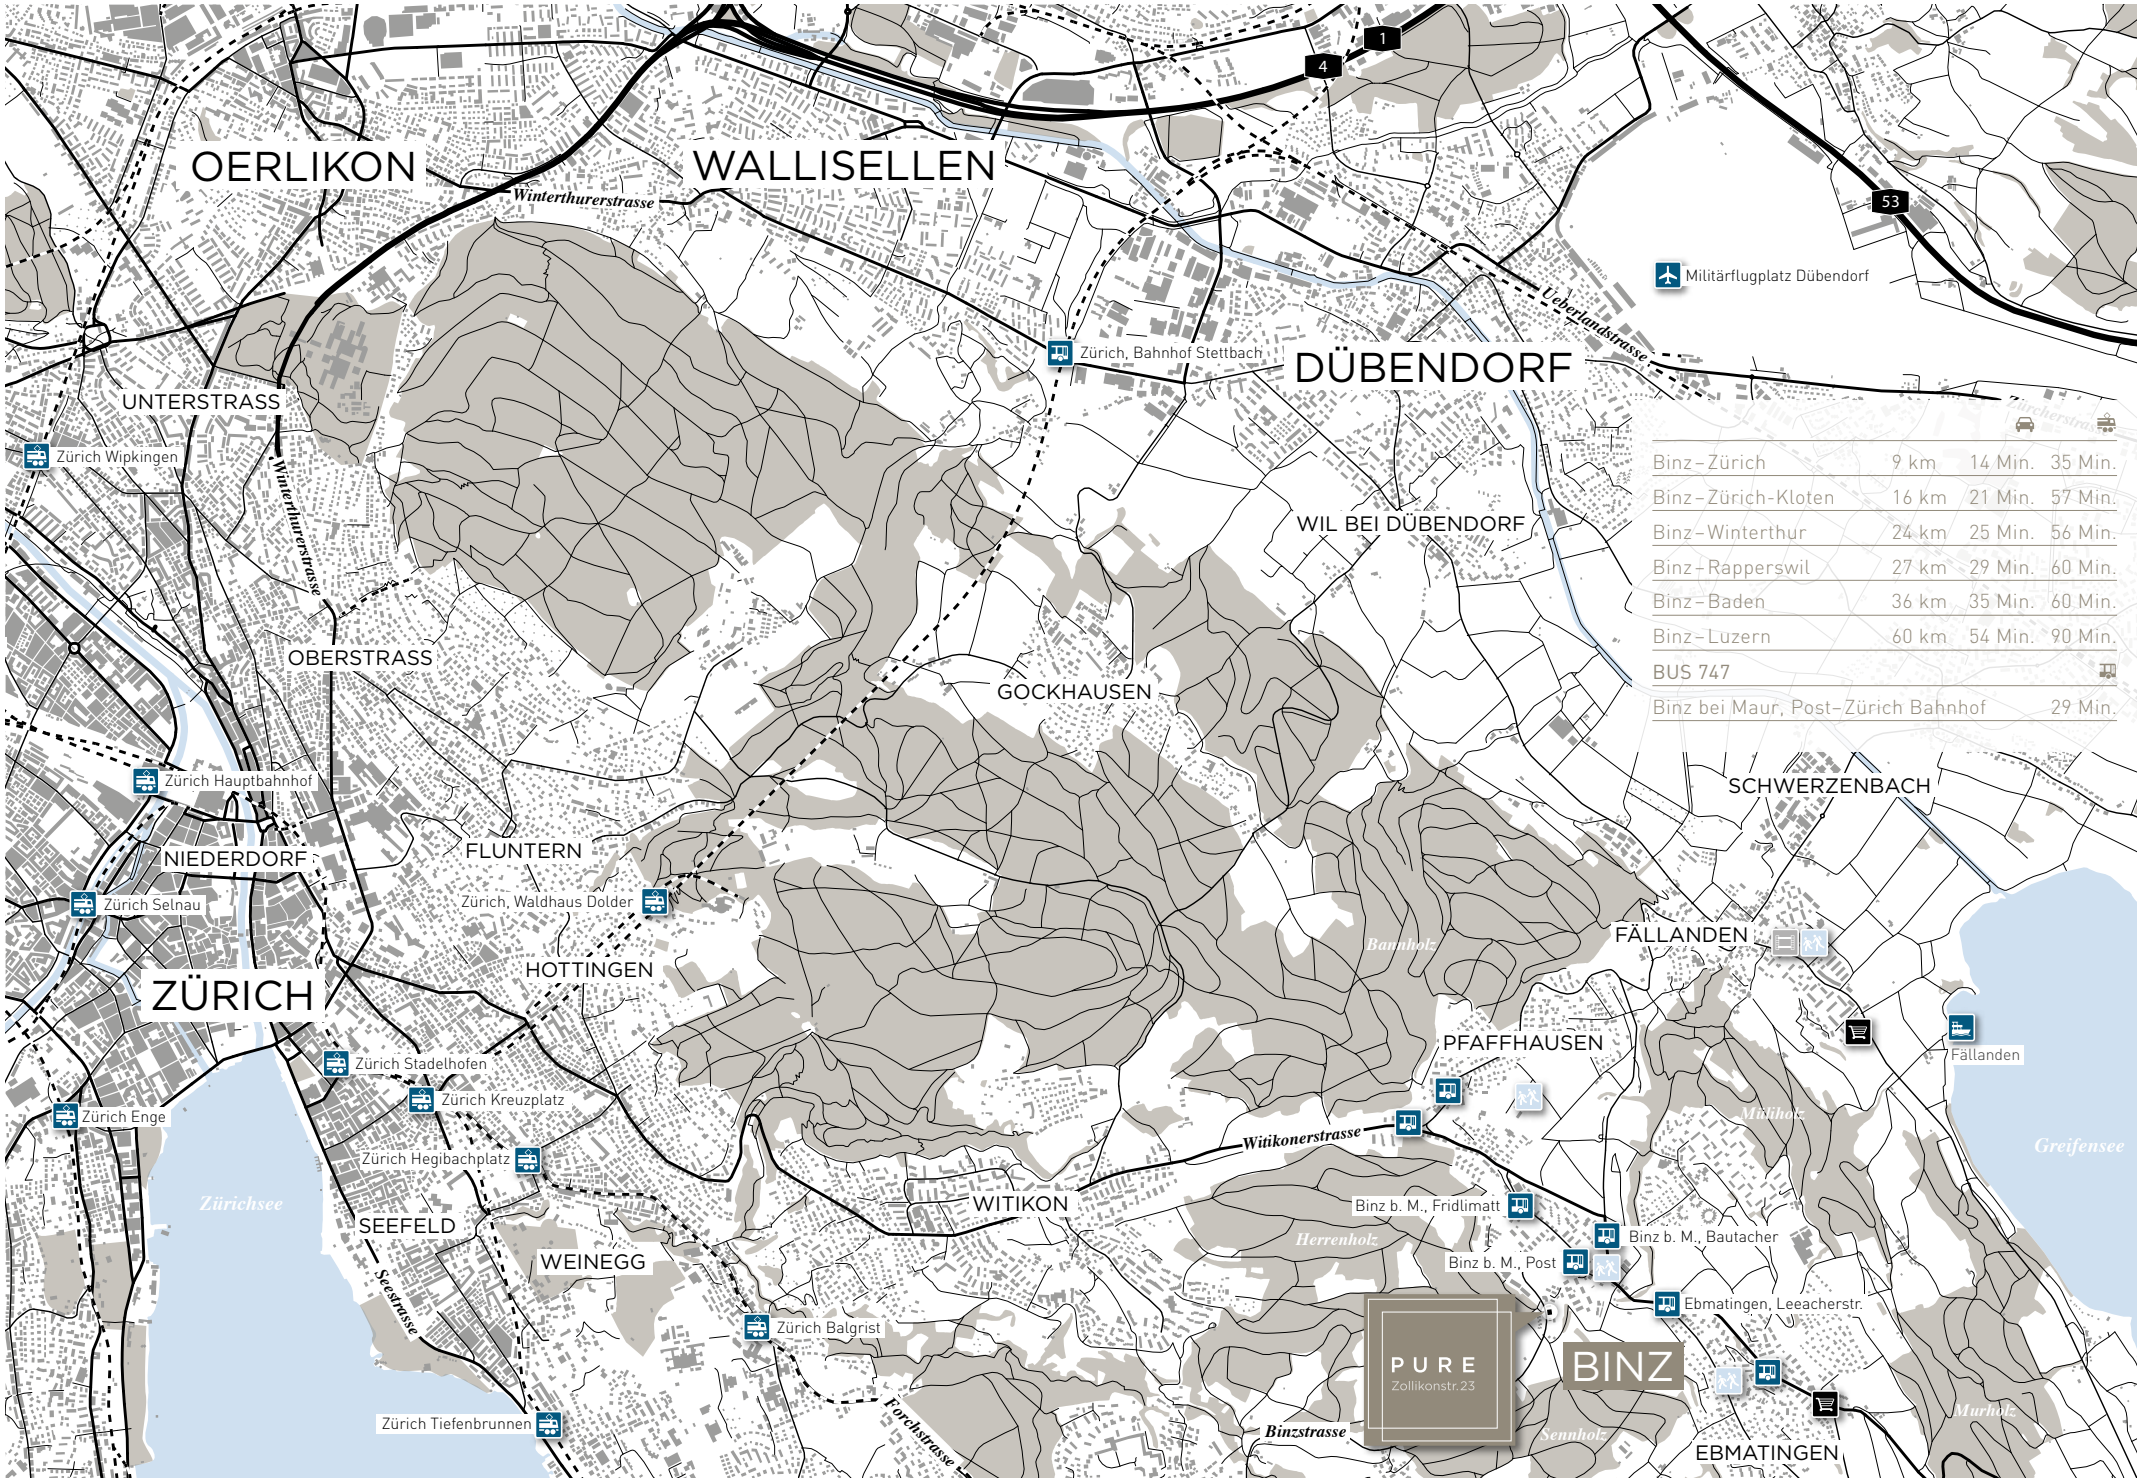 1
4
OERLIKON
WALLISELLEN
Winterthurerstrasse
53
Militärflugplatz Dübendorf
Ueberlandstrasse
Zürich, Bahnhof Stettbach
DÜBENDORF
UNTERSTRASS
Zürcherstrasse
Zürich Wipkingen
Winterthurerstrasse
Binz–Zürich 9 km 14 Min. 35 Min.
Binz–Zürich-Kloten 16 km 21 Min. 57 Min.
Binz–Winterthur 24 km 25 Min. 56 Min.
Binz–Rapperswil 27 km 29 Min. 60 Min.
Binz–Baden 36 km 35 Min. 60 Min.
Binz–Luzern 60 km 54 Min. 90 Min.
BUS 747
Binz bei Maur, Post–Zürich Bahnhof 29 Min.
WIL BEI DÜBENDORF
OBERSTRASS
GOCKHAUSEN
Zürich Hauptbahnhof
SCHWERZENBACH
NIEDERDORF
FLUNTERN
Zürich Selnau
Zürich, Waldhaus Dolder
FÄLLANDEN
Bannholz
HOTTINGEN
ZÜRICH
PFAFFHAUSEN
Fällanden
Zürich Stadelhofen
Zürich Kreuzplatz
Zürich Enge
Müliholz
Witikonerstrasse
Greifensee
Zürich Hegibachplatz
Zürichsee
WITIKON
Binz b. M., Fridlimatt
SEEFELD
Herrenholz
Binz b. M., Bautacher
WEINEGG
Binz b. M., Post
Seestrasse
Ebmatingen, Leeacherstr.
Zürich Balgrist
PURE
Zollikonstr. 23
BINZ
Zürich Tiefenbrunnen
Forchstrasse
Binzstrasse
Sennholz
Murholz
EBMATINGEN